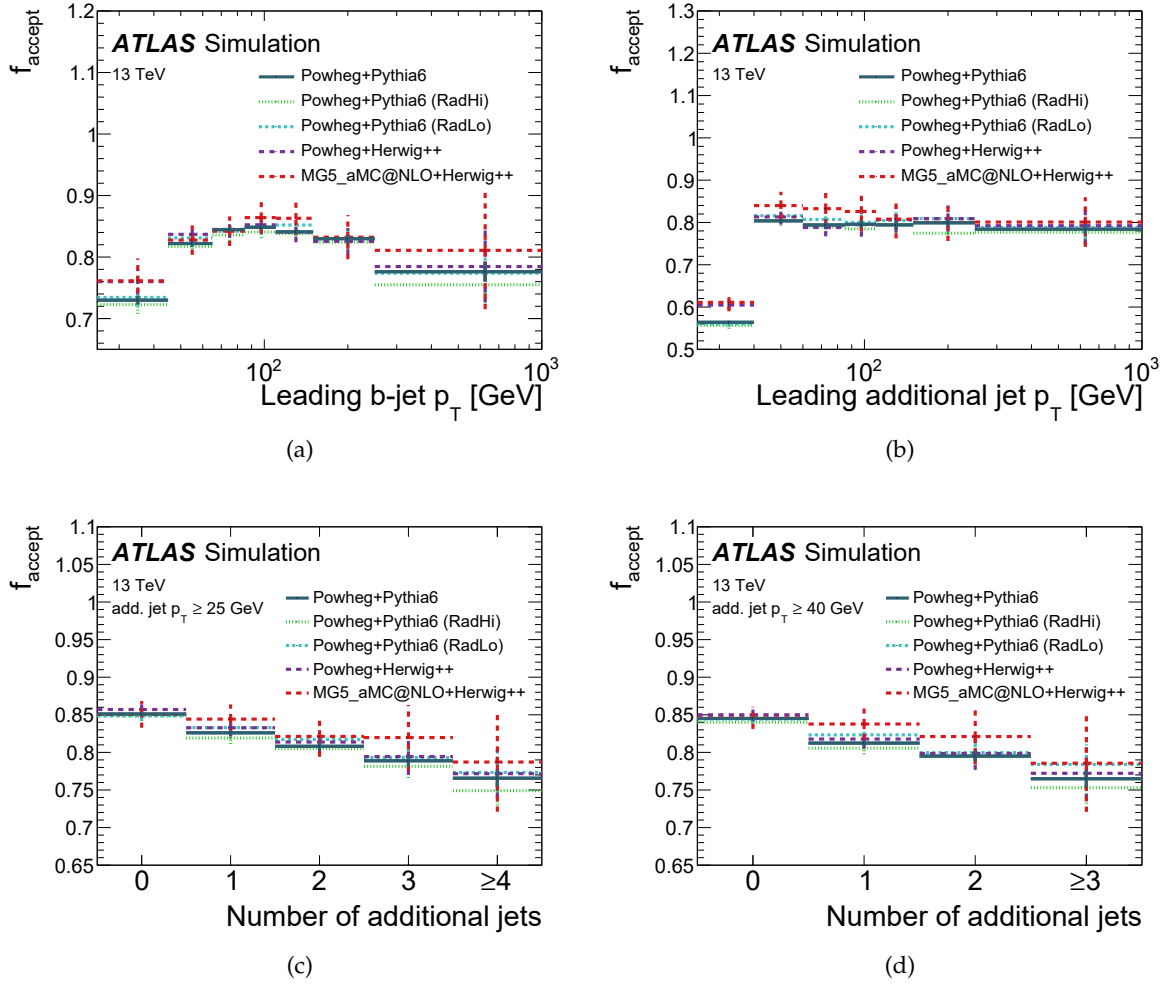 f_accept
1.2
1.1
1
0.9
0.8
0.7
ATLAS Simulation
13 TeV
Powheg+Pythia6
Powheg+Pythia6 (RadHi)
Powheg+Pythia6 (RadLo)
Powheg+Herwig++
MG5_aMC@NLO+Herwig++
10² 10³
Leading b-jet p_T [GeV]
(a)
f_accept
1.3
1.2
1.1
1
0.9
0.8
0.7
0.6
0.5
ATLAS Simulation
13 TeV
Powheg+Pythia6
Powheg+Pythia6 (RadHi)
Powheg+Pythia6 (RadLo)
Powheg+Herwig++
MG5_aMC@NLO+Herwig++
10² 10³
Leading additional jet p_T [GeV]
(b)
f_accept
1.1
1.05
1
0.95
0.9
0.85
0.8
0.75
0.7
0.65
ATLAS Simulation
13 TeV
add. jet p_T ≥ 25 GeV
Powheg+Pythia6
Powheg+Pythia6 (RadHi)
Powheg+Pythia6 (RadLo)
Powheg+Herwig++
MG5_aMC@NLO+Herwig++
0 1 2 3 ≥4
Number of additional jets
(c)
f_accept
1.1
1.05
1
0.95
0.9
0.85
0.8
0.75
0.7
0.65
ATLAS Simulation
13 TeV
add. jet p_T ≥ 40 GeV
Powheg+Pythia6
Powheg+Pythia6 (RadHi)
Powheg+Pythia6 (RadLo)
Powheg+Herwig++
MG5_aMC@NLO+Herwig++
0 1 2 ≥3
Number of additional jets
(d)